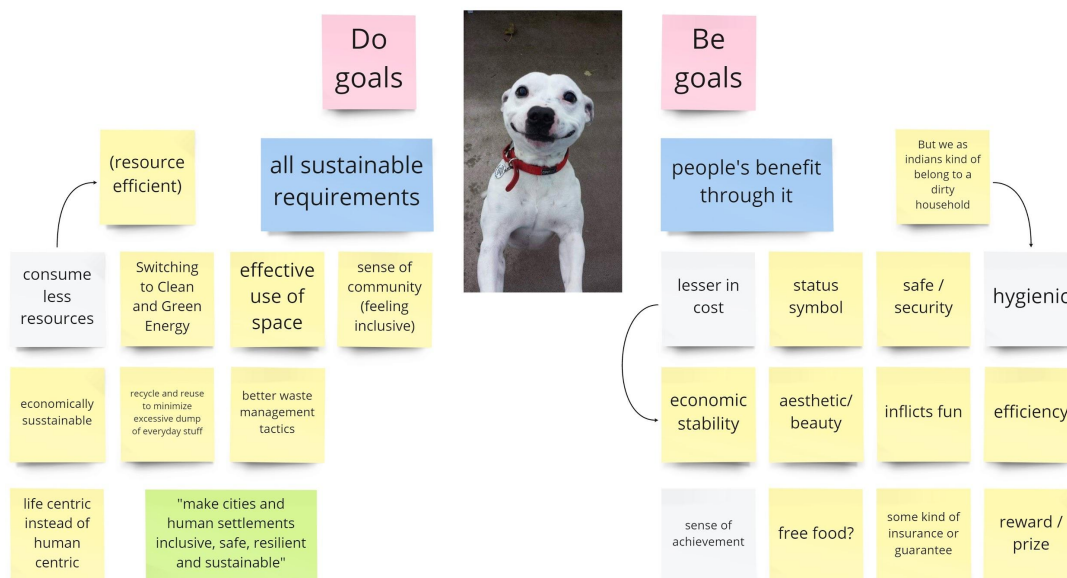 Do
goals
Be
goals
(resource
efficient)
all sustainable
requirements
people's benefit
through it
But we as
indians kind of
belong to a
dirty
household
consume
less
resources
Switching
to Clean
and Green
Energy
effective
use of
space
sense of
community
(feeling
inclusive)
lesser in
cost
status
symbol
safe /
security
hygienic
economically
susstainable
recycle and reuse
to minimize
excessive dump
of everyday stuff
better waste
management
tactics
economic
stability
aesthetic/
beauty
inflicts fun
efficiency
life centric
instead of
human
centric
"make cities and
human settlements
inclusive, safe, resilient
and sustainable"
sense of
achievement
free food?
some kind of
insurance or
guarantee
reward /
prize